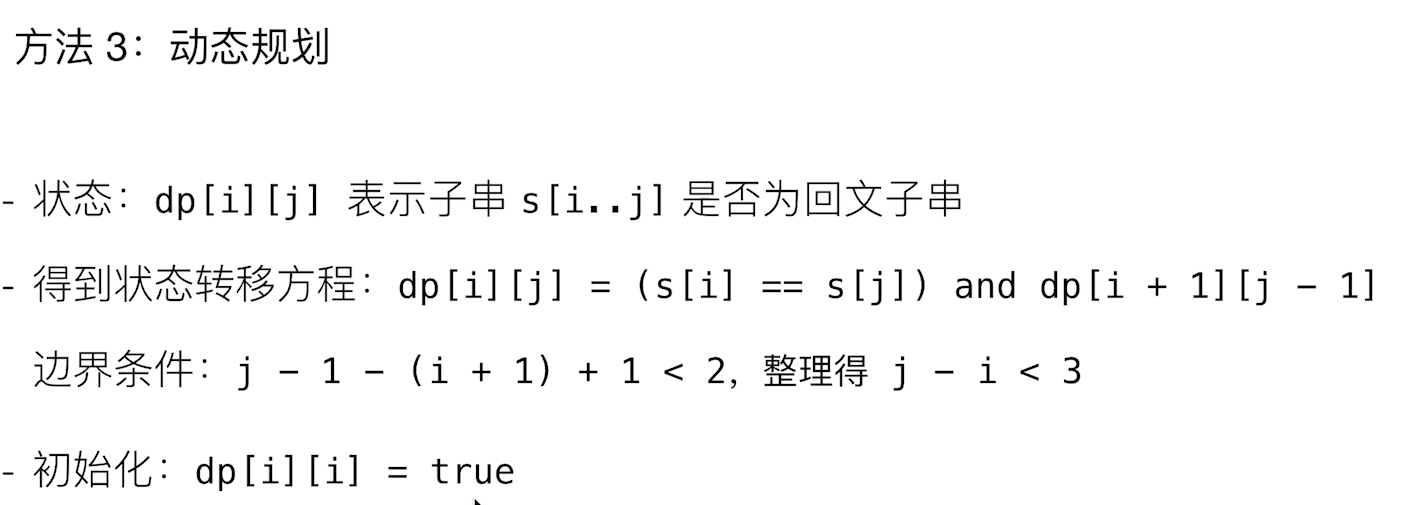 方法 3：动态规划
- 状态：dp[i][j] 表示子串 s[i..j] 是否为回文子串
- 得到状态转移方程：dp[i][j] = (s[i] == s[j]) and dp[i + 1][j - 1]
边界条件：j - 1 - (i + 1) + 1 < 2，整理得 j - i < 3
- 初始化：dp[i][i] = true